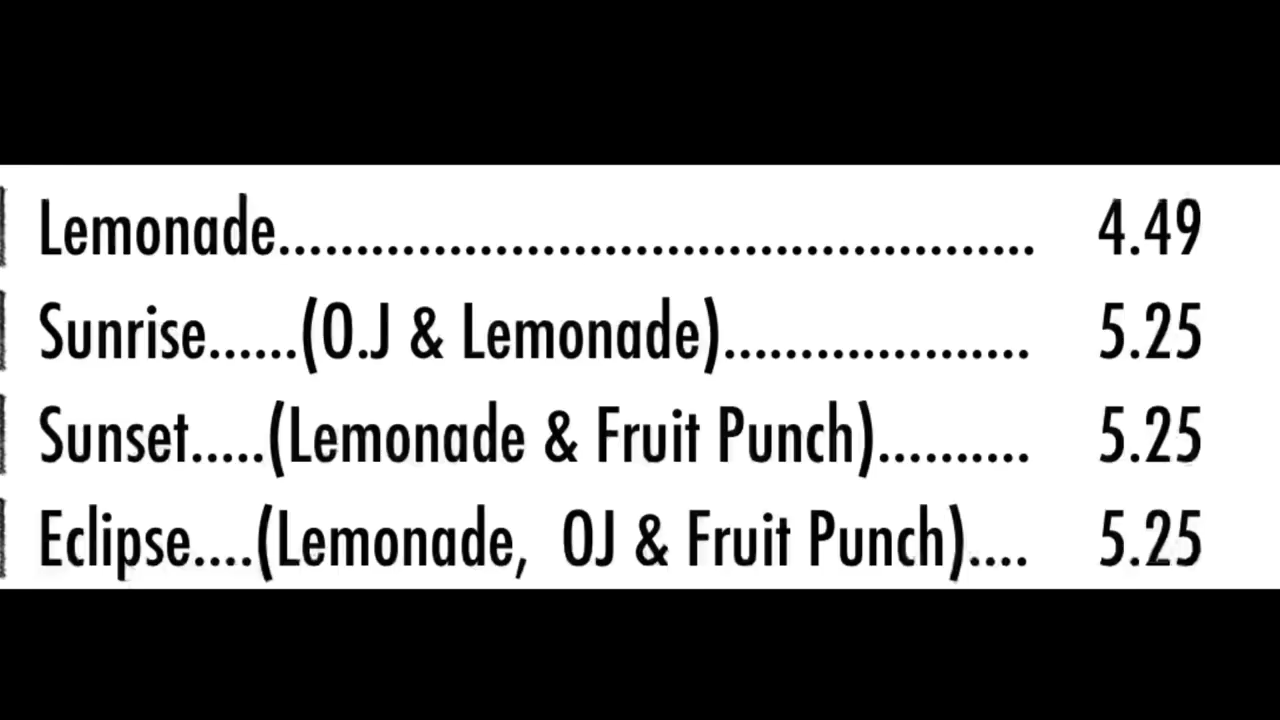 Lemonade................................................. 4.49
Sunrise......(O.J & Lemonade).................... 5.25
Sunset.....(Lemonade & Fruit Punch).......... 5.25
Eclipse....(Lemonade, OJ & Fruit Punch).... 5.25